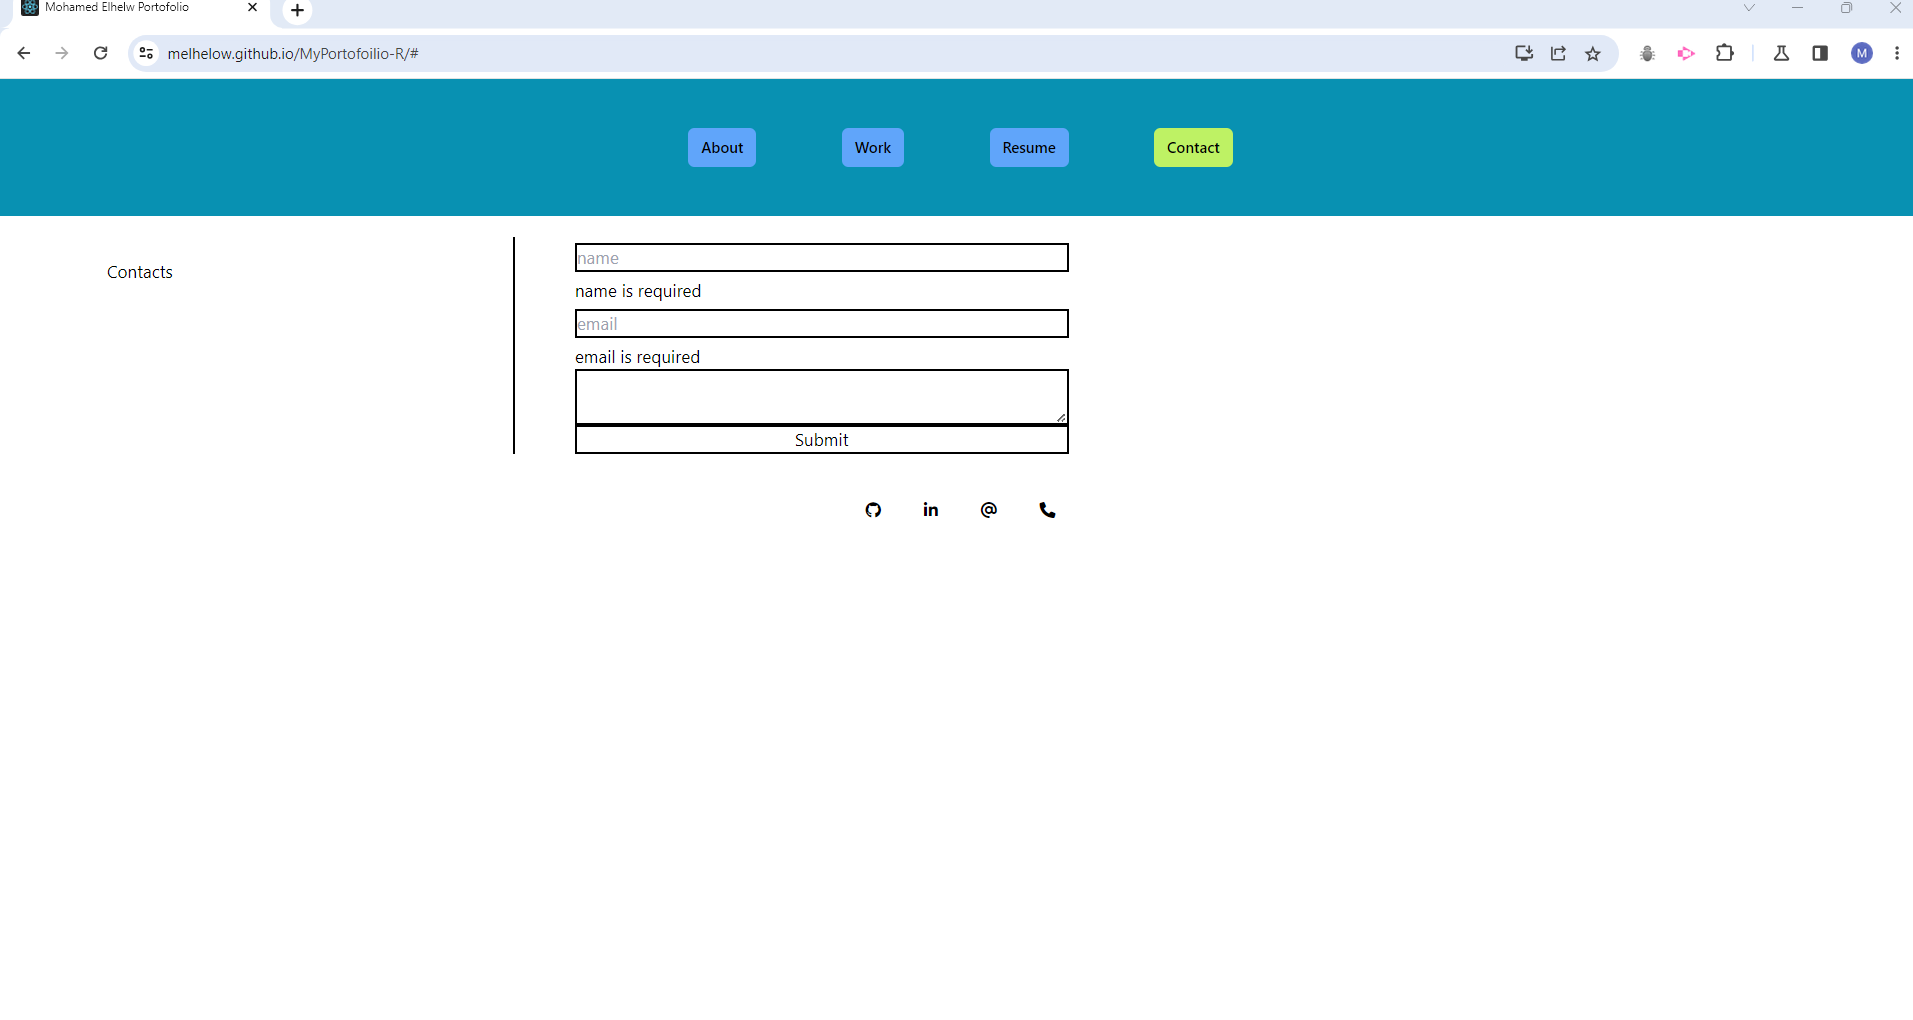 Mohamed Elhelw Portofolio
melhelow.github.io/MyPortofoilio-R/#
M
About Work Resume Contact
Contacts
name
name is required
email
email is required
Submit